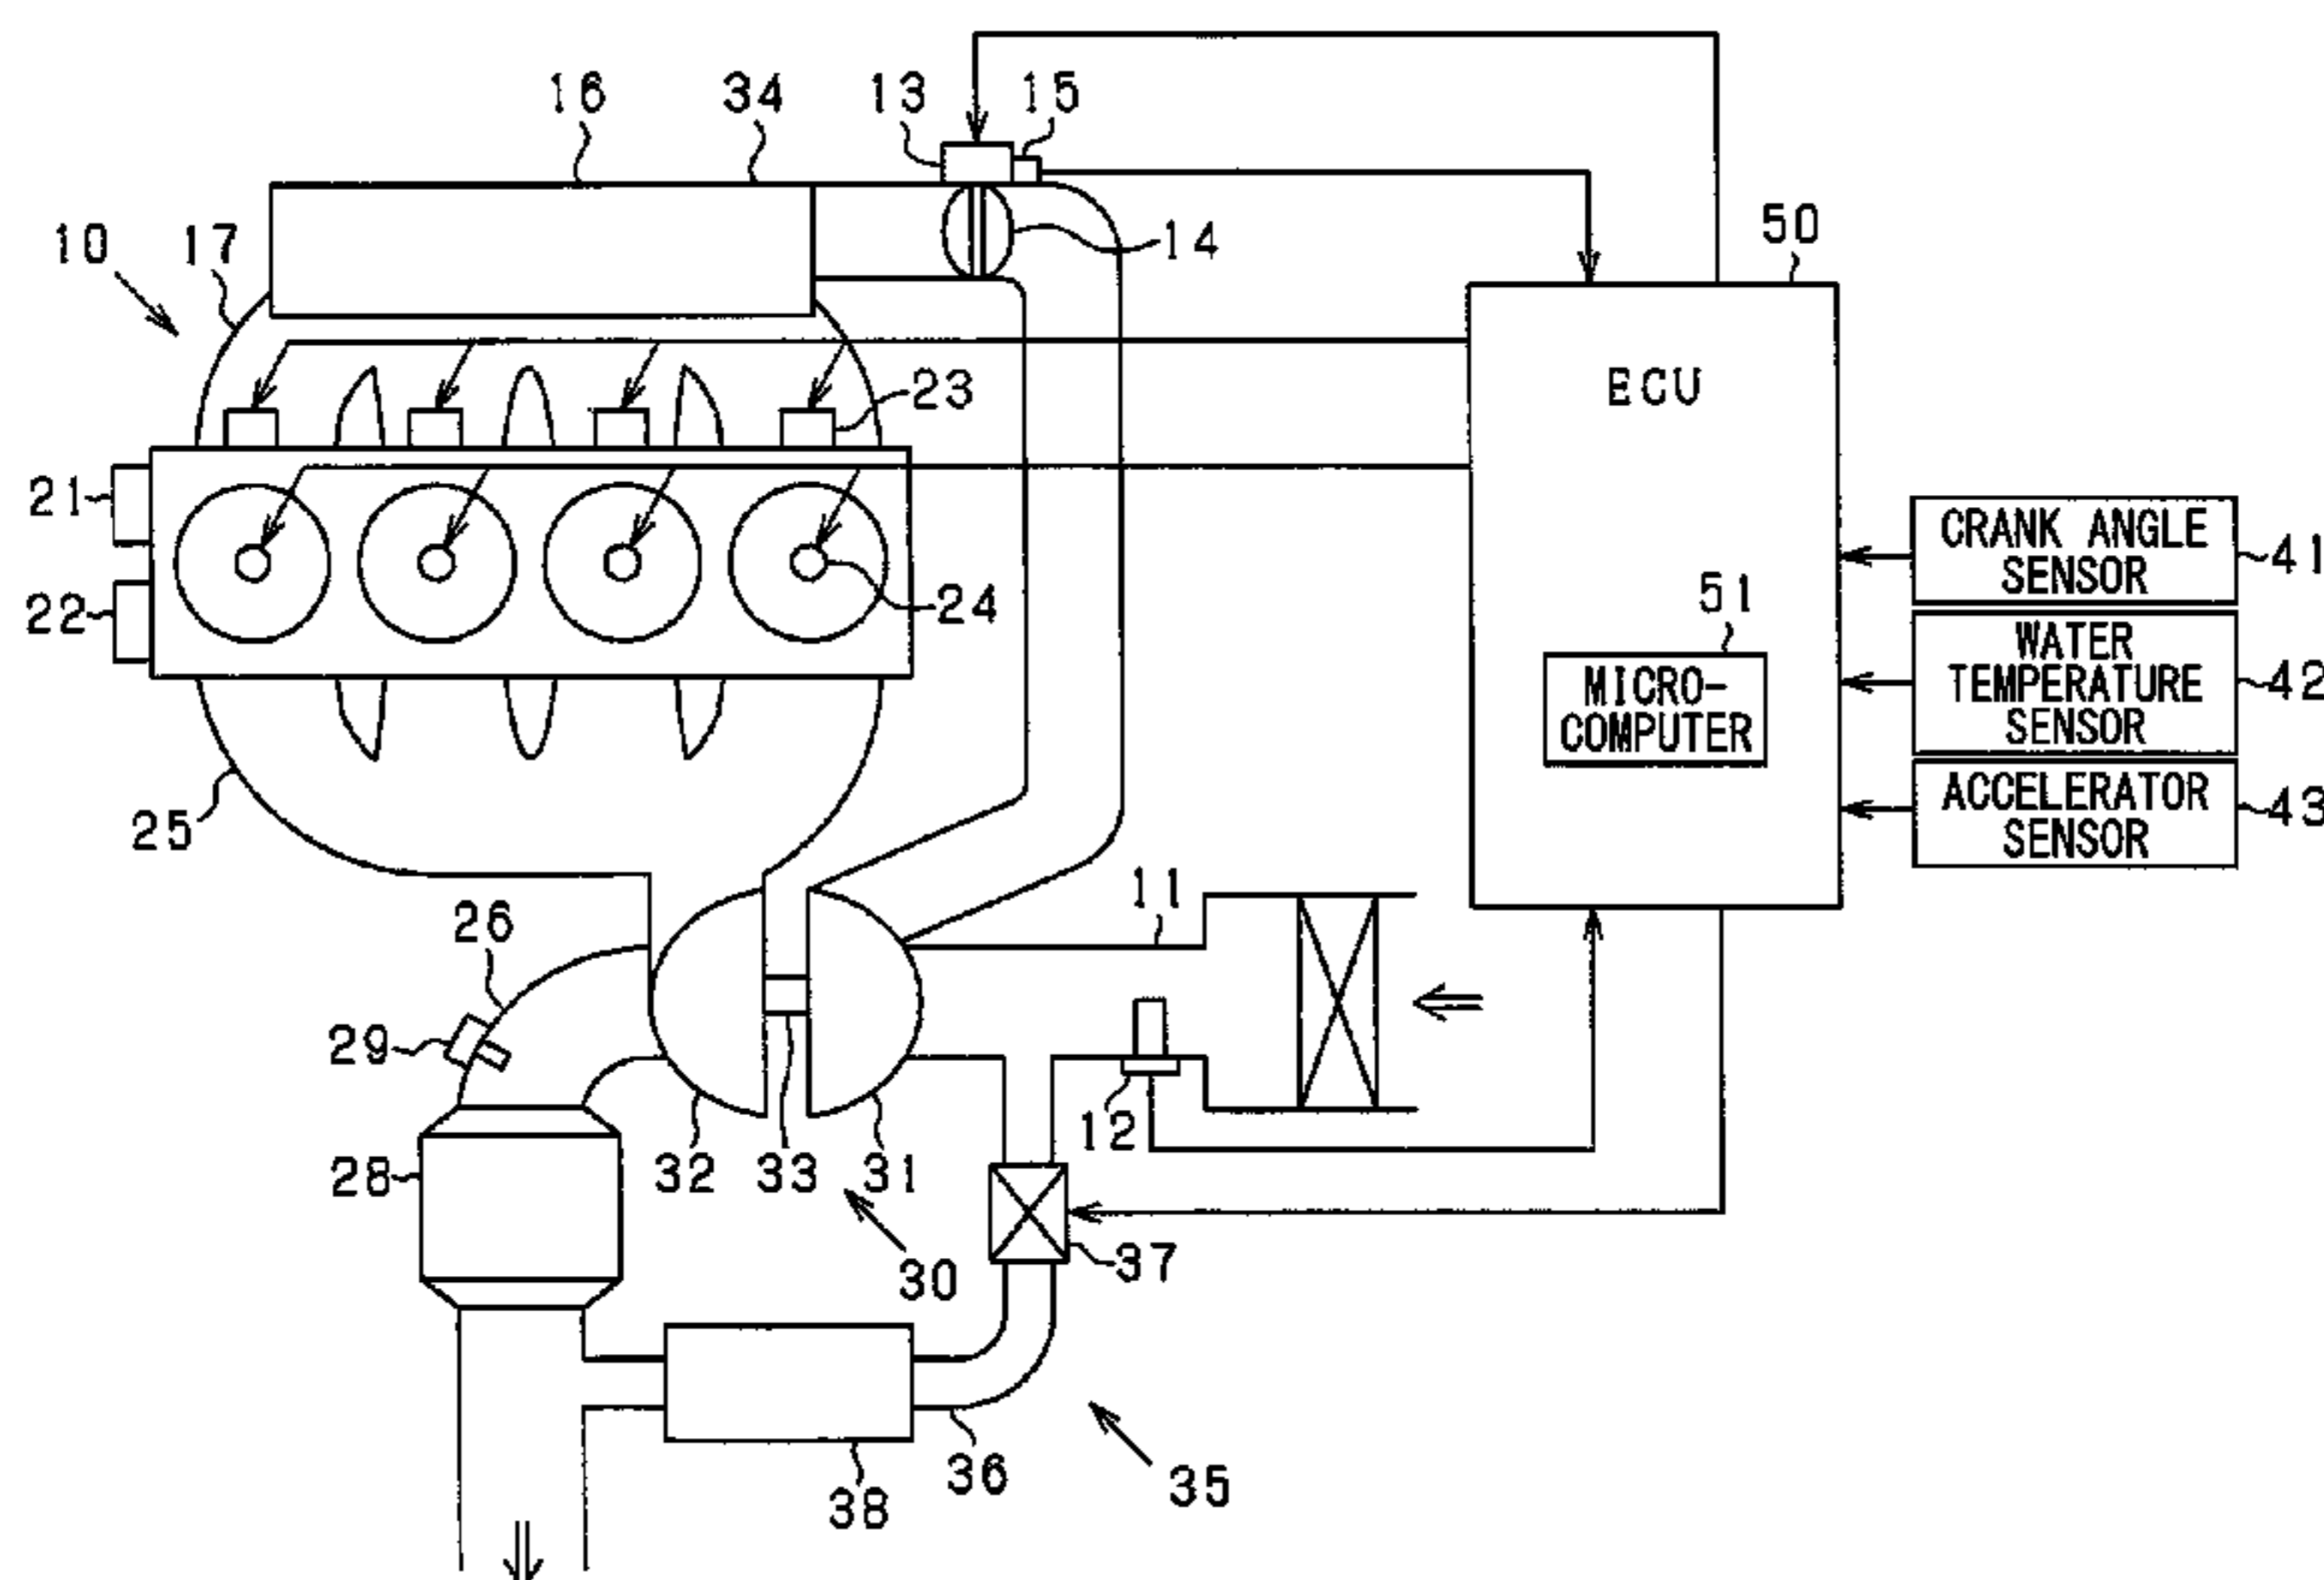 16 34 13 15
10 17 14 50
ECU
23
21
22
24
41 CRANK ANGLE
SENSOR
51
MICRO-
COMPUTER
WATER
TEMPERATURE
SENSOR
42
25
ACCELERATOR
SENSOR
43
11
26
29
12
28 32 33 31
30 37
36
38 35